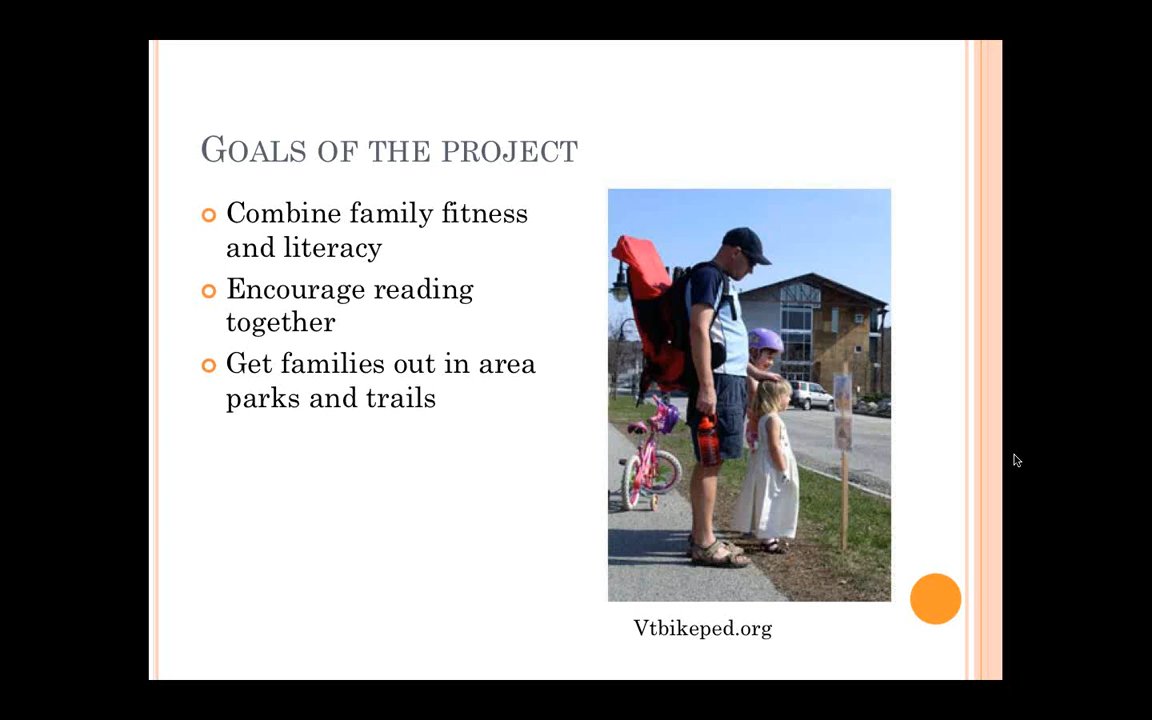 GOALS OF THE PROJECT
Combine family fitness
and literacy
Encourage reading
together
Get families out in area
parks and trails
Vtbikeped.org